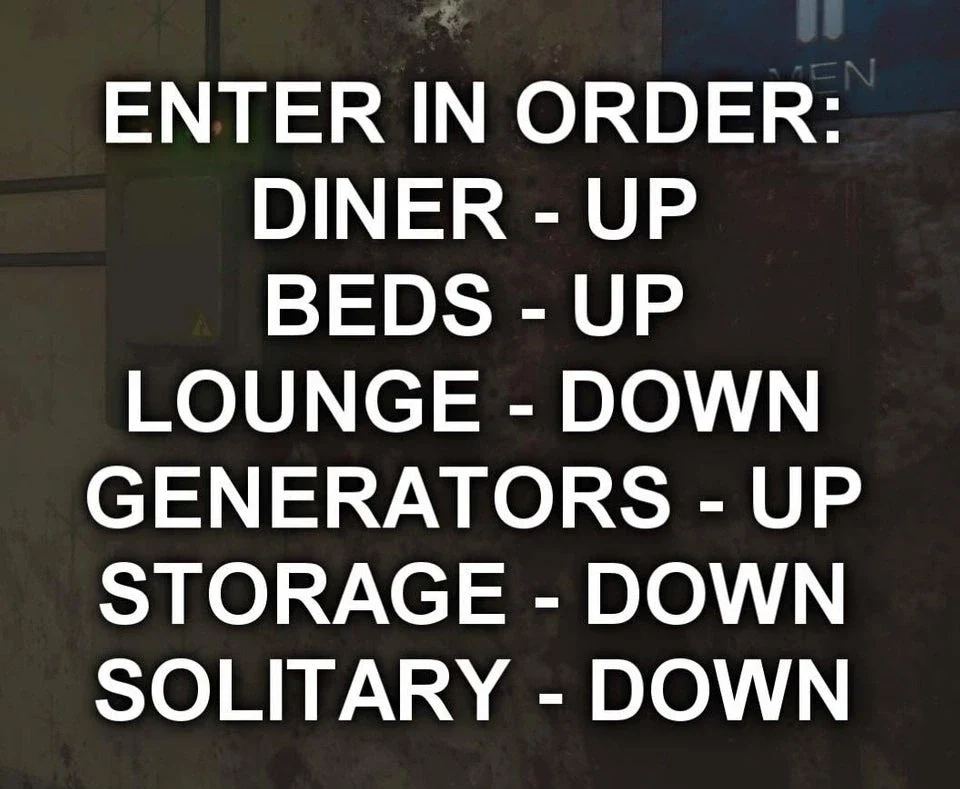 MEN
ENTER IN ORDER:
DINER - UP
BEDS - UP
LOUNGE - DOWN
GENERATORS - UP
STORAGE - DOWN
SOLITARY - DOWN